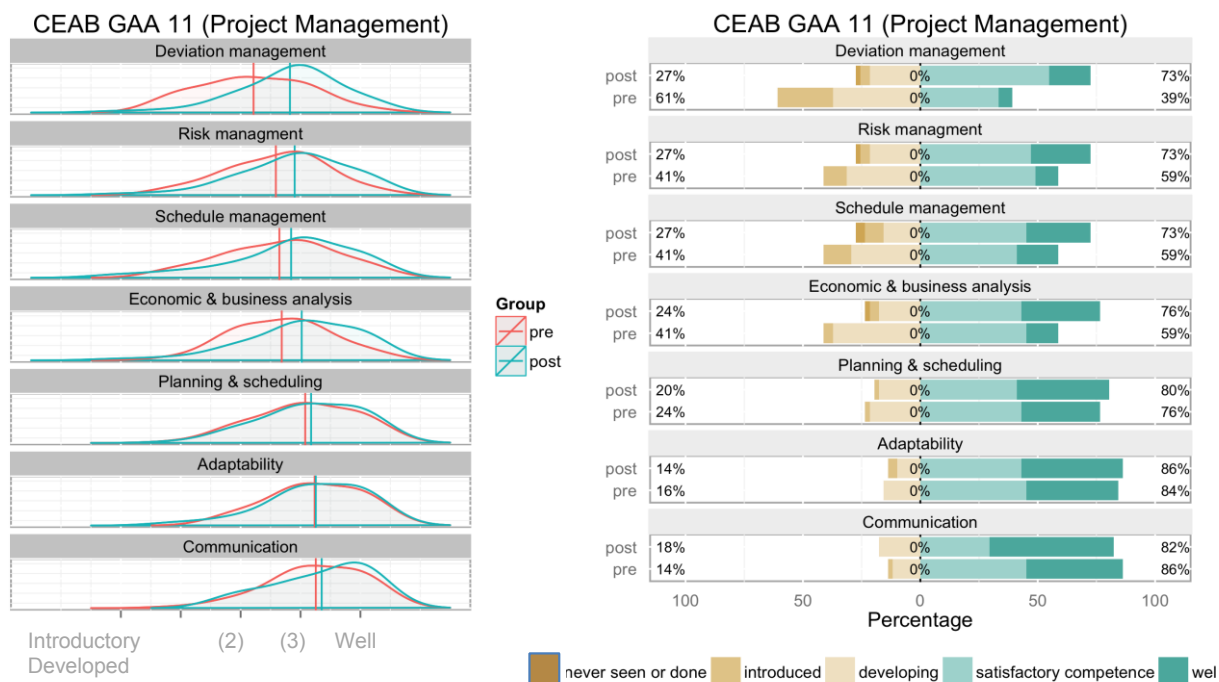 CEAB GAA 11 (Project Management)
Deviation management
Risk managment
Schedule management
Economic & business analysis
Planning & scheduling
Adaptability
Communication
Introductory (2) (3) Well
Developed
Group
pre
post
CEAB GAA 11 (Project Management)
Deviation management
post 27% 0% 73%
pre 61% 0% 39%
Risk managment
post 27% 0% 73%
pre 41% 0% 59%
Schedule management
post 27% 0% 73%
pre 41% 0% 59%
Economic & business analysis
post 24% 0% 76%
pre 41% 0% 59%
Planning & scheduling
post 20% 0% 80%
pre 24% 0% 76%
Adaptability
post 14% 0% 86%
pre 16% 0% 84%
Communication
post 18% 0% 82%
pre 14% 0% 86%
100 50 0 50 100
Percentage
never seen or done introduced developing satisfactory competence wel